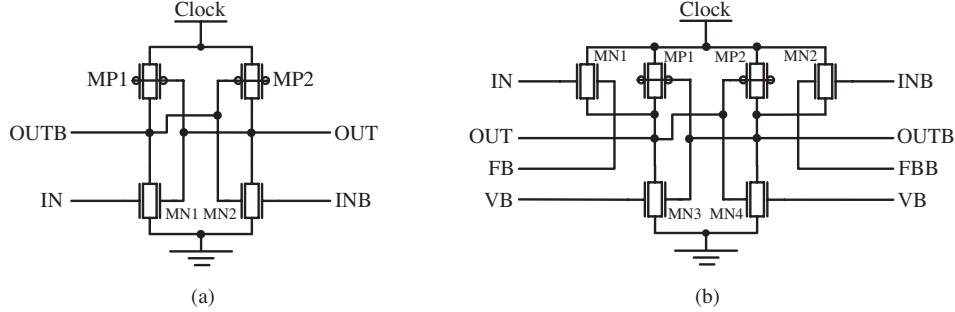 Clock Clock
MN1 MP1 MP2 MN2
MP1 MP2 IN INB
OUTB OUT OUT OUTB
FB FBB
IN MN1 MN2 INB VB MN3 MN4 VB
(a) (b)